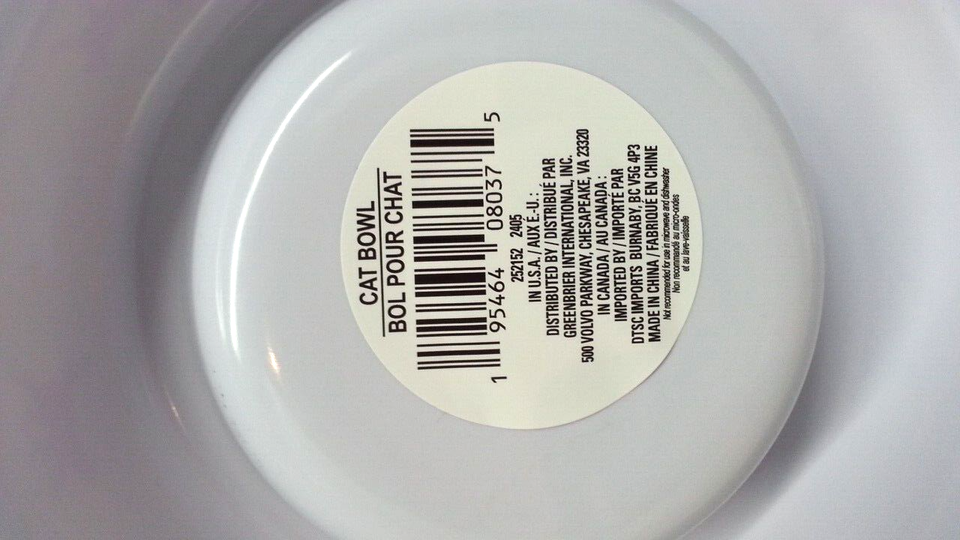 CAT BOWL
BOL POUR CHAT
1 95464 08037 5
252152 2405
IN U.S.A. / AUX É.-U. :
DISTRIBUTED BY / DISTRIBUÉ PAR
GREENBRIER INTERNATIONAL, INC.
500 VOLVO PARKWAY, CHESAPEAKE, VA 23320
IN CANADA / AU CANADA :
IMPORTED BY / IMPORTÉ PAR
DTSC IMPORTS BURNABY, BC V5G 4P3
MADE IN CHINA / FABRIQUÉ EN CHINE
Not recommended for use in microwave and dishwasher
Non recommandé au micro-ondes
et au lave-vaisselle